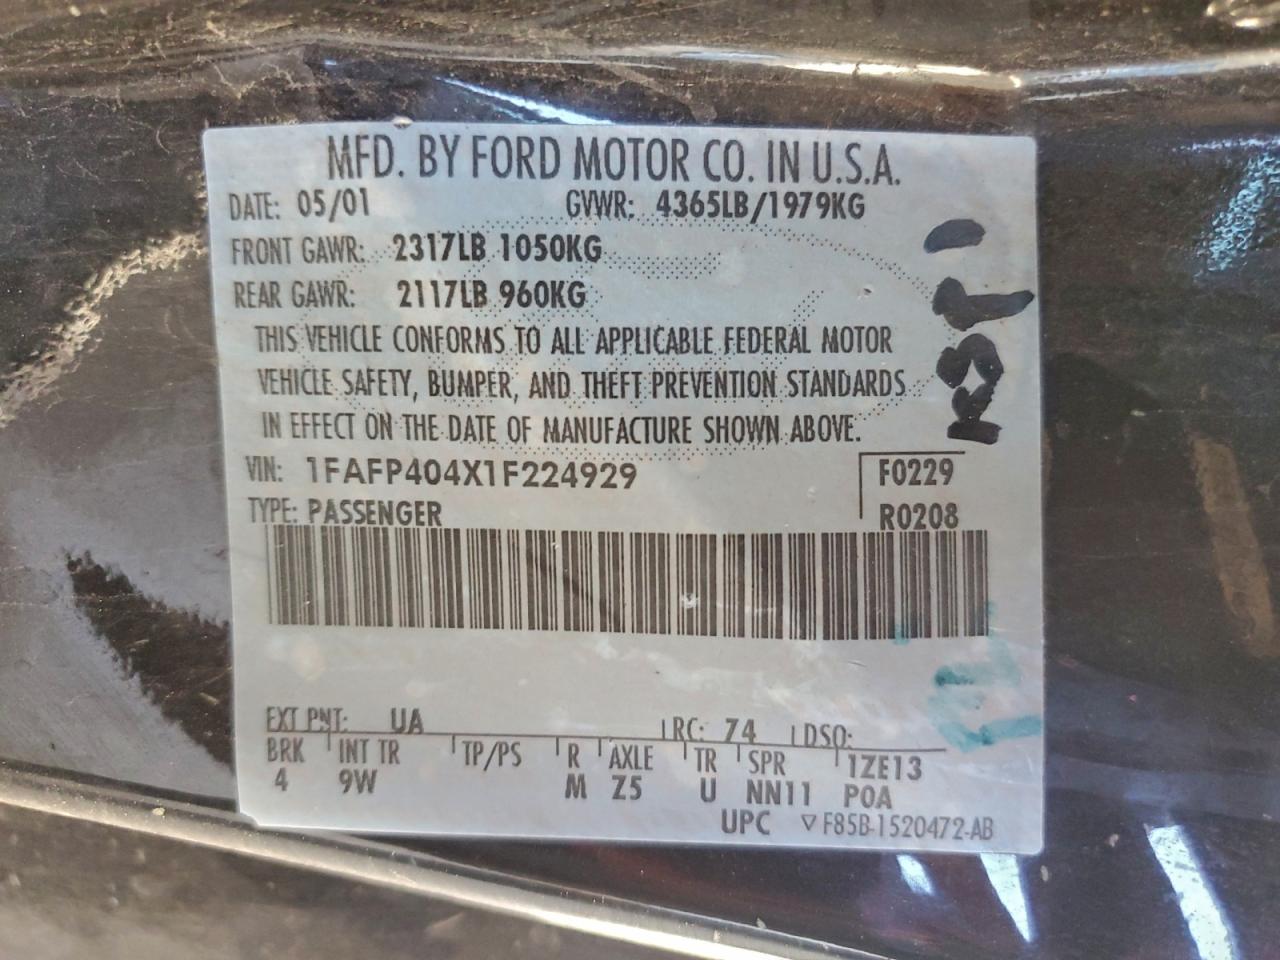 MFD. BY FORD MOTOR CO. IN U.S.A.
DATE: 05/01 GVWR: 4365LB/1979KG
FRONT GAWR: 2317LB 1050KG
REAR GAWR: 2117LB 960KG
THIS VEHICLE CONFORMS TO ALL APPLICABLE FEDERAL MOTOR
VEHICLE SAFETY, BUMPER, AND THEFT PREVENTION STANDARDS
IN EFFECT ON THE DATE OF MANUFACTURE SHOWN ABOVE.
VIN: 1FAFP404X1F224929 F0229
TYPE: PASSENGER R0208
EXT PNT: UA RC: 74 DSO:
BRK INT TR TP/PS R AXLE TR SPR 1ZE13
4 9W M Z5 U NN11 P0A
UPC ▽F85B-1520472-AB